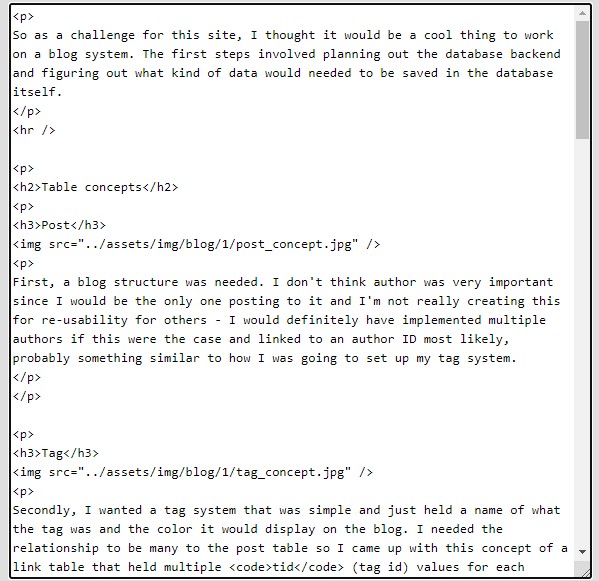 <p>
So as a challenge for this site, I thought it would be a cool thing to work
on a blog system. The first steps involved planning out the database backend
and figuring out what kind of data would needed to be saved in the database
itself.
</p>
<hr />
<p>
<h2>Table concepts</h2>
<p>
<h3>Post</h3>
<img src="../assets/img/blog/1/post_concept.jpg" />
<p>
First, a blog structure was needed. I don't think author was very important
since I would be the only one posting to it and I'm not really creating this
for re-usability for others - I would definitely have implemented multiple
authors if this were the case and linked to an author ID most likely,
probably something similar to how I was going to set up my tag system.
</p>
</p>
<p>
<h3>Tag</h3>
<img src="../assets/img/blog/1/tag_concept.jpg" />
<p>
Secondly, I wanted a tag system that was simple and just held a name of what
the tag was and the color it would display on the blog. I needed the
relationship to be many to the post table so I came up with this concept of a
link table that held multiple <code>tid</code> (tag id) values for each